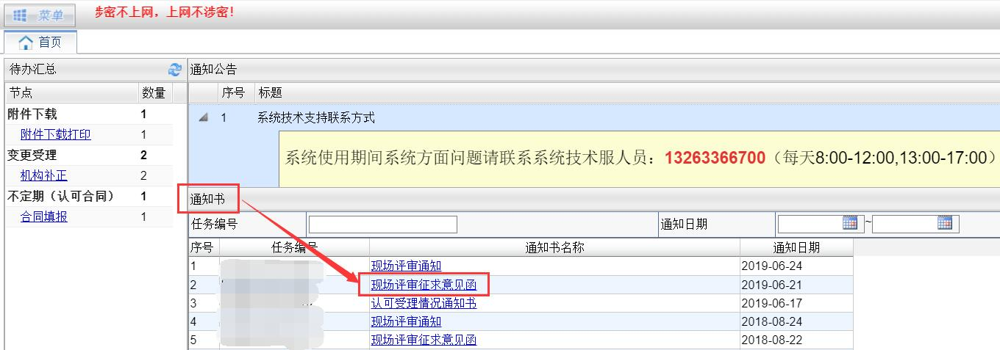 菜单
涉密不上网，上网不涉密！
首页
待办汇总
节点 数量
附件下载 1
附件下载打印 1
变更受理 2
机构补正 2
不定期（认可合同） 1
合同填报 1
通知公告
序号 标题
1 系统技术支持联系方式
系统使用期间系统方面问题请联系系统技术服人员：13263366700（每天8:00-12:00,13:00-17:00）
通知书
任务编号 通知日期 ~
序号 任务编号 通知书名称 通知日期
1 现场评审通知 2019-06-24
2 现场评审征求意见函 2019-06-21
3 认可受理情况通知书 2019-06-17
4 现场评审通知 2018-08-24
5 现场评审征求意见函 2018-08-22